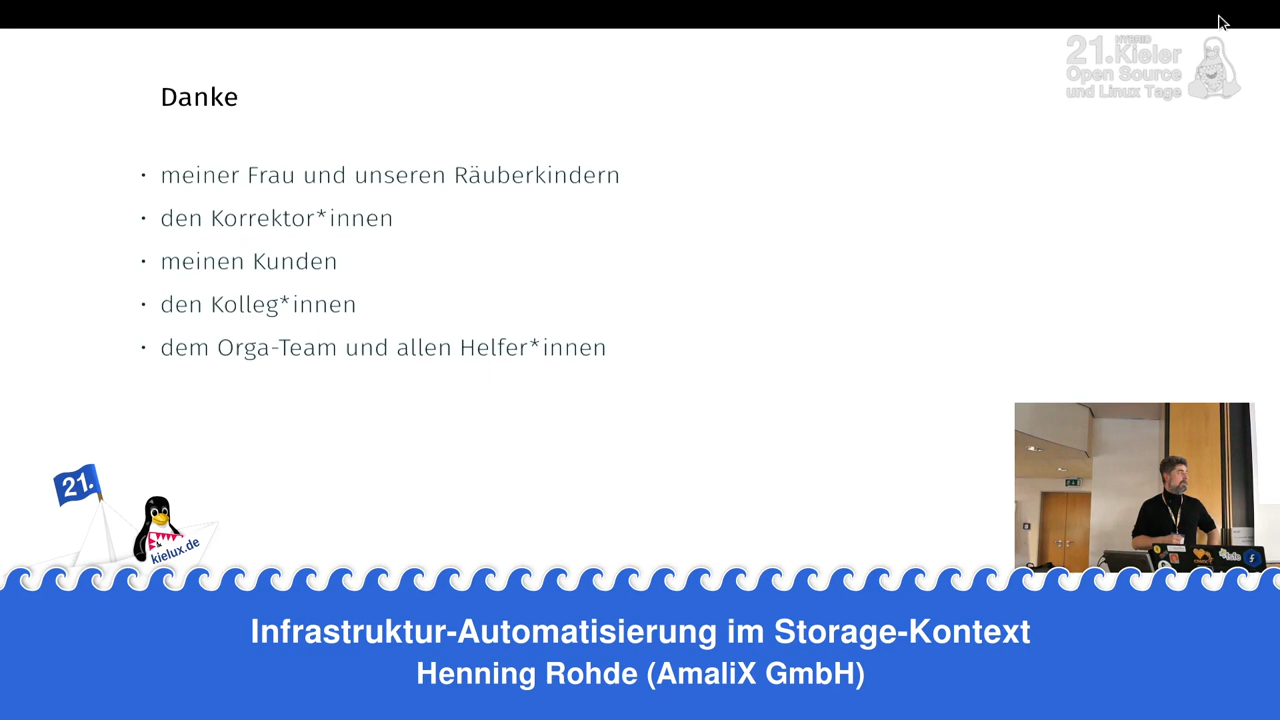 HYBRID
21.Kieler
Open Source
und Linux Tage
Danke
• meiner Frau und unseren Räuberkindern
• den Korrektor*innen
• meinen Kunden
• den Kolleg*innen
• dem Orga-Team und allen Helfer*innen
21.
kielux.de
Infrastruktur-Automatisierung im Storage-Kontext
Henning Rohde (AmaliX GmbH)